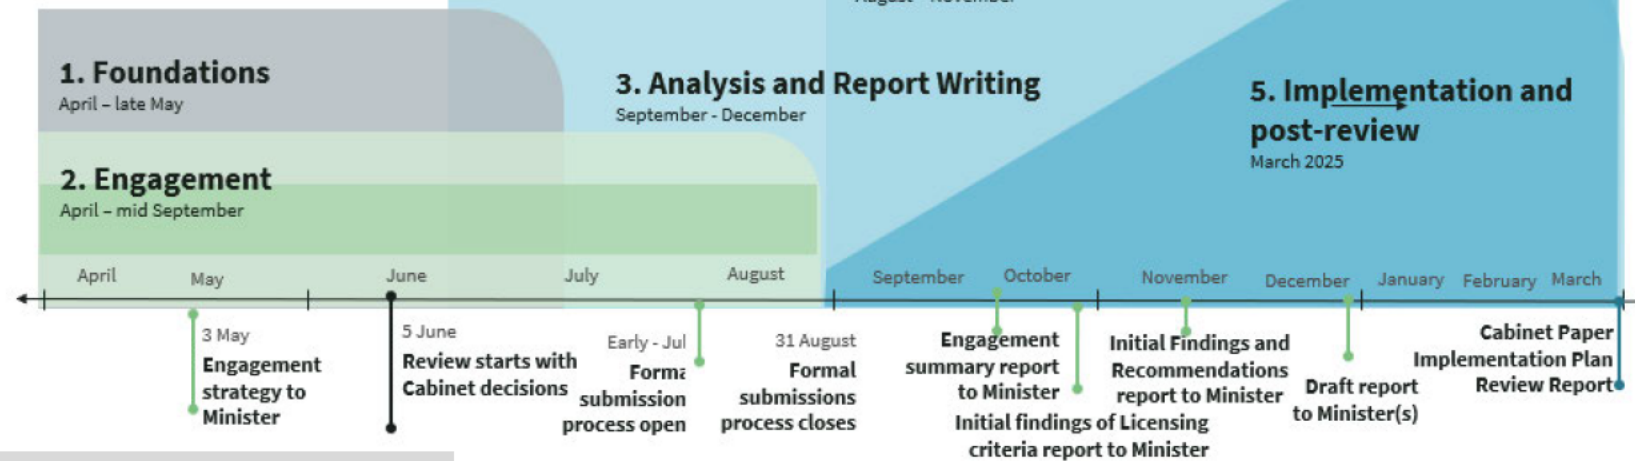 August - November
1. Foundations
April – late May
3. Analysis and Report Writing
September - December
5. Implementation and
post-review
March 2025
2. Engagement
April – mid September
April
May
June
July
August
September
October
November
December
January
February
March
3 May
Engagement
strategy to
Minister
5 June
Review starts with
Cabinet decisions
Early - Jul
Forma
submission
process open
31 August
Formal
submissions
process closes
Engagement
summary report
to Minister
Initial findings of Licensing
criteria report to Minister
Initial Findings and
Recommendations
report to Minister
Draft report
to Minister(s)
Cabinet Paper
Implementation Plan
Review Report